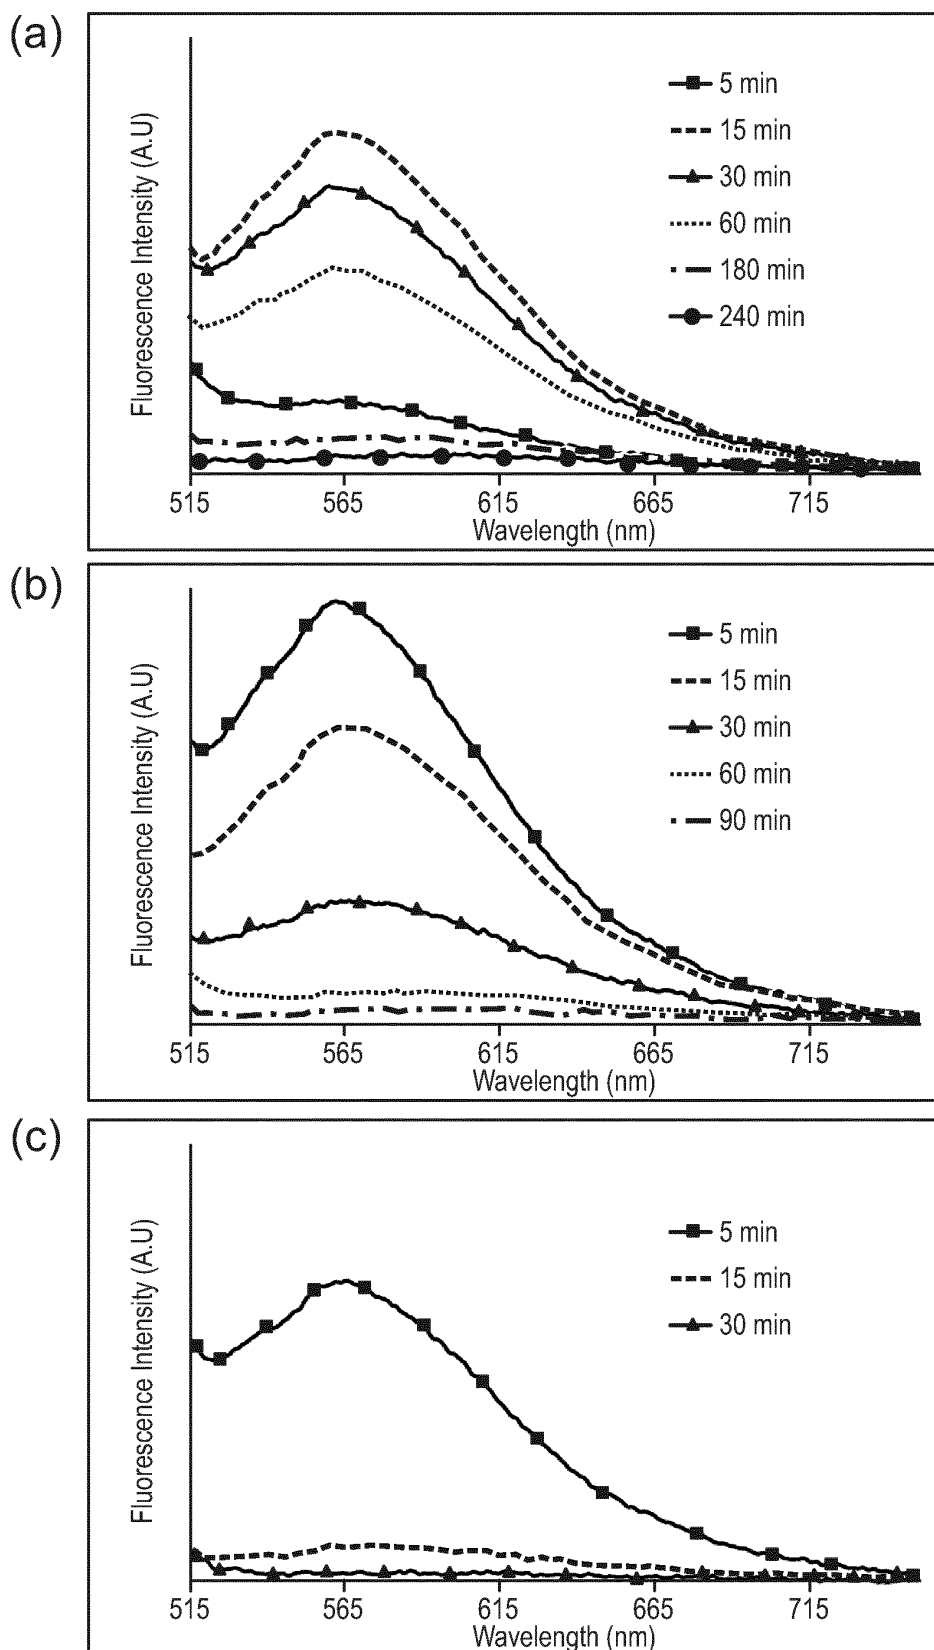 (a)
Fluorescence Intensity (A.U)
5 min
15 min
30 min
60 min
180 min
240 min
515 565 615 665 715
Wavelength (nm)
(b)
Fluorescence Intensity (A.U)
5 min
15 min
30 min
60 min
90 min
515 565 615 665 715
Wavelength (nm)
(c)
Fluorescence Intensity (A.U)
5 min
15 min
30 min
515 565 615 665 715
Wavelength (nm)